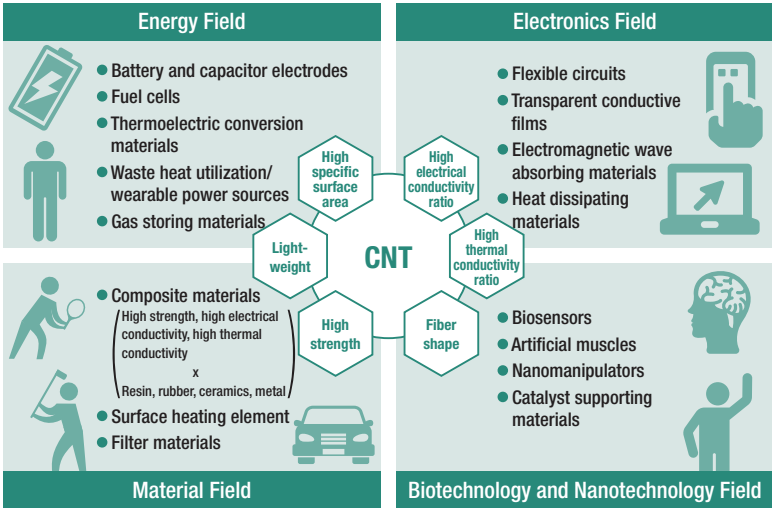 Energy Field
● Battery and capacitor electrodes
● Fuel cells
● Thermoelectric conversion
materials
● Waste heat utilization/
wearable power sources
● Gas storing materials
Electronics Field
● Flexible circuits
● Transparent conductive
films
● Electromagnetic wave
absorbing materials
● Heat dissipating
materials
High
specific
surface
area
High
electrical
conductivity
ratio
Light-
weight
CNT
High
thermal
conductivity
ratio
High
strength
Fiber
shape
● Composite materials
(High strength, high electrical
conductivity, high thermal
conductivity
x
Resin, rubber, ceramics, metal)
● Surface heating element
● Filter materials
Material Field
● Biosensors
● Artificial muscles
● Nanomanipulators
● Catalyst supporting
materials
Biotechnology and Nanotechnology Field